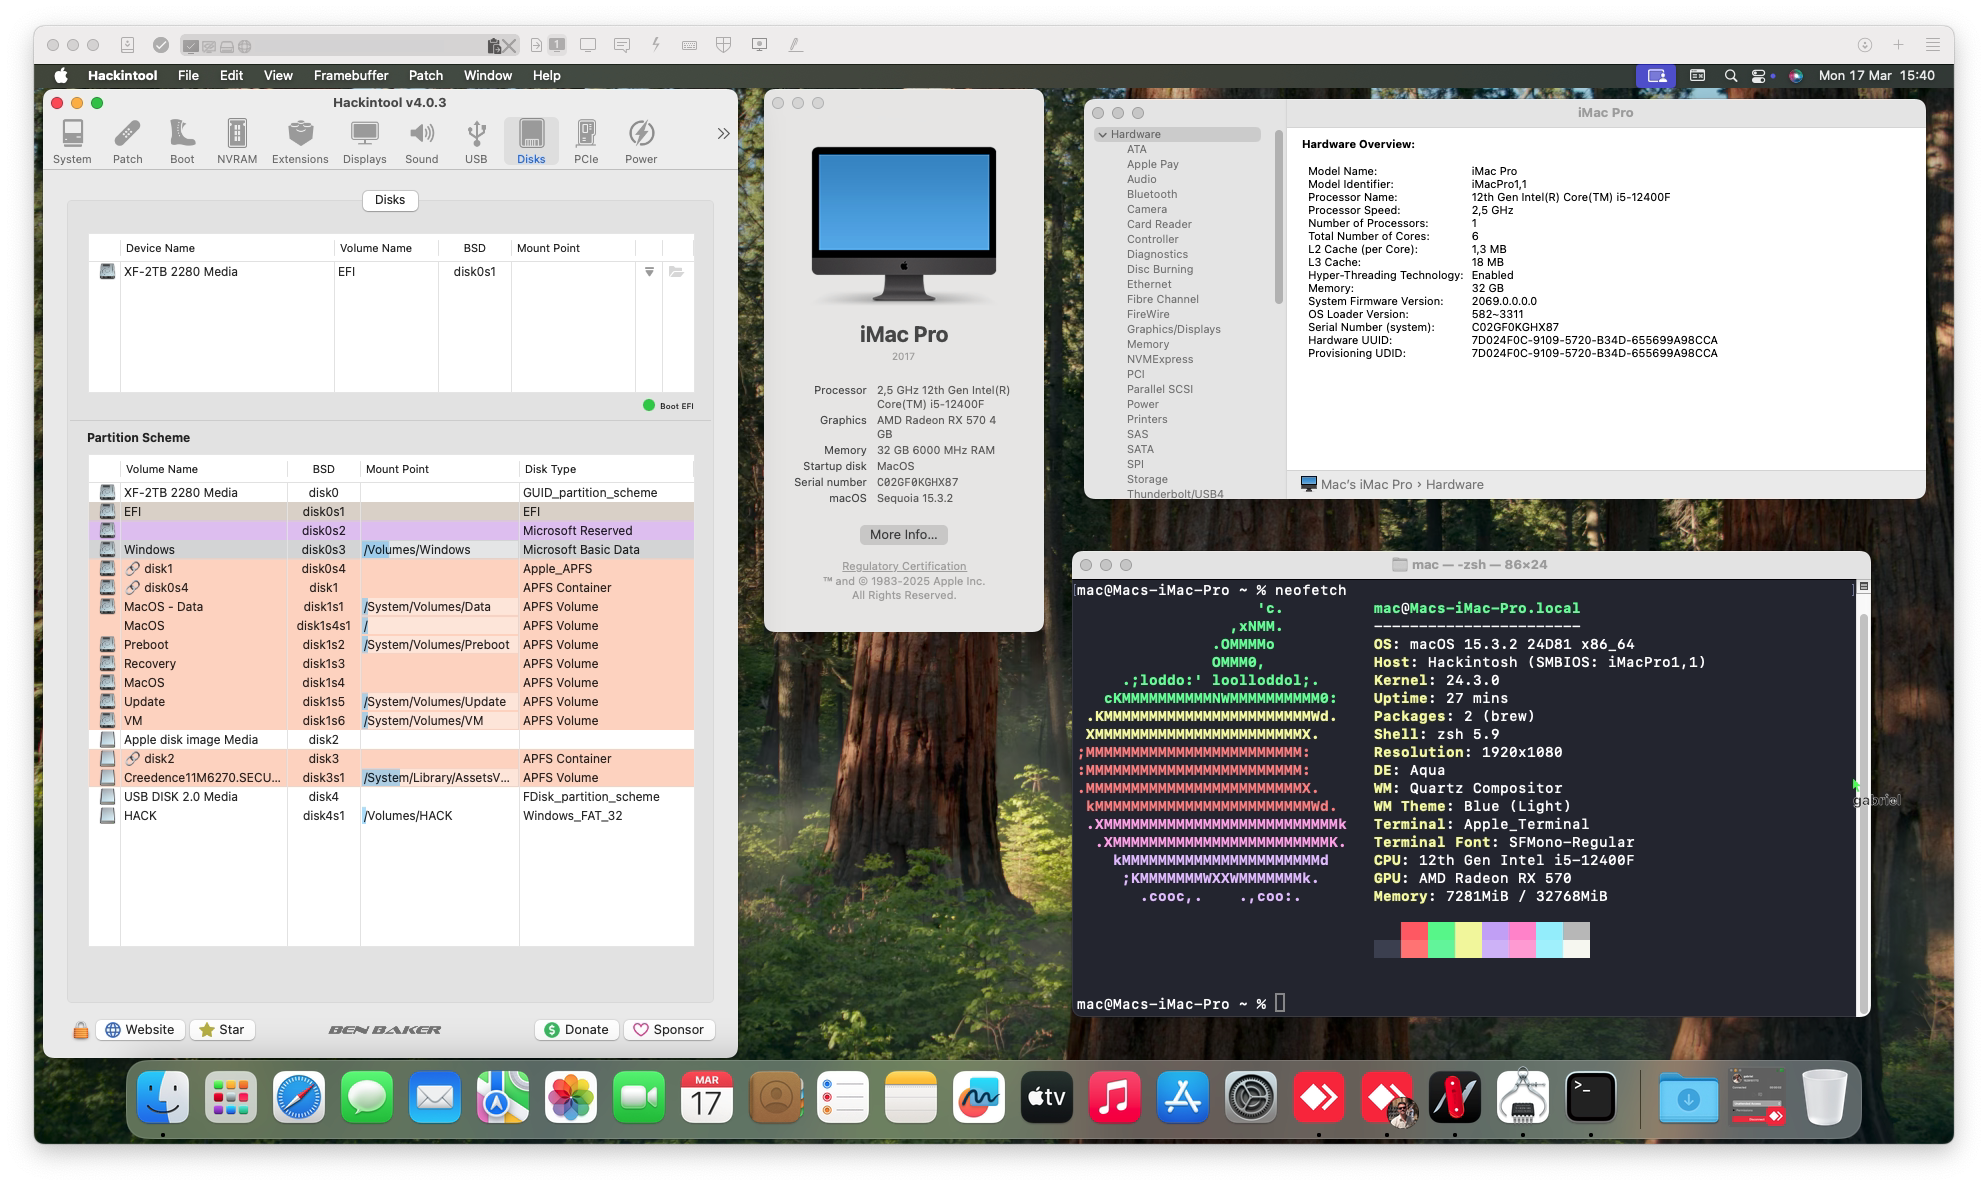 1
Hackintool File Edit View Framebuffer Patch Window Help
Mon 17 Mar 15:40
Hackintool v4.0.3
System Patch Boot NVRAM Extensions Displays Sound USB Disks PCIe Power
Disks
Device Name Volume Name BSD Mount Point
XF-2TB 2280 Media EFI disk0s1
Boot EFI
Partition Scheme
Volume Name BSD Mount Point Disk Type
XF-2TB 2280 Media disk0 GUID_partition_scheme
EFI disk0s1 EFI
disk0s2 Microsoft Reserved
Windows disk0s3 /Volumes/Windows Microsoft Basic Data
disk1 disk0s4 Apple_APFS
disk0s4 disk1 APFS Container
MacOS - Data disk1s1 /System/Volumes/Data APFS Volume
MacOS disk1s4s1 / APFS Volume
Preboot disk1s2 /System/Volumes/Preboot APFS Volume
Recovery disk1s3 APFS Volume
MacOS disk1s4 APFS Volume
Update disk1s5 /System/Volumes/Update APFS Volume
VM disk1s6 /System/Volumes/VM APFS Volume
Apple disk image Media disk2
disk2 disk3 APFS Container
Creedence11M6270.SECU... disk3s1 /System/Library/AssetsV... APFS Volume
USB DISK 2.0 Media disk4 FDisk_partition_scheme
HACK disk4s1 /Volumes/HACK Windows_FAT_32
Website Star BEN BAKER Donate Sponsor
iMac Pro
2017
Processor 2,5 GHz 12th Gen Intel(R)
Core(TM) i5-12400F
Graphics AMD Radeon RX 570 4
GB
Memory 32 GB 6000 MHz RAM
Startup disk MacOS
Serial number C02GF0KGHX87
macOS Sequoia 15.3.2
More Info...
Regulatory Certification
™ and © 1983-2025 Apple Inc.
All Rights Reserved.
iMac Pro
Hardware
ATA
Apple Pay
Audio
Bluetooth
Camera
Card Reader
Controller
Diagnostics
Disc Burning
Ethernet
Fibre Channel
FireWire
Graphics/Displays
Memory
NVMExpress
PCI
Parallel SCSI
Power
Printers
SAS
SATA
SPI
Storage
Thunderbolt/USB4
Hardware Overview:
Model Name: iMac Pro
Model Identifier: iMacPro1,1
Processor Name: 12th Gen Intel(R) Core(TM) i5-12400F
Processor Speed: 2,5 GHz
Number of Processors: 1
Total Number of Cores: 6
L2 Cache (per Core): 1,3 MB
L3 Cache: 18 MB
Hyper-Threading Technology: Enabled
Memory: 32 GB
System Firmware Version: 2069.0.0.0.0
OS Loader Version: 582~3311
Serial Number (system): C02GF0KGHX87
Hardware UUID: 7D024F0C-9109-5720-B34D-655699A98CCA
Provisioning UDID: 7D024F0C-9109-5720-B34D-655699A98CCA
Mac's iMac Pro › Hardware
mac — -zsh — 86×24
mac@Macs-iMac-Pro ~ % neofetch
'c. mac@Macs-iMac-Pro.local
,xNMM. ----------------------
.OMMMMo OS: macOS 15.3.2 24D81 x86_64
OMMM0, Host: Hackintosh (SMBIOS: iMacPro1,1)
.;loddo:' loolloddol;. Kernel: 24.3.0
cKMMMMMMMMMMNWMMMMMMMMMM0: Uptime: 27 mins
.KMMMMMMMMMMMMMMMMMMMMMMMWd. Packages: 2 (brew)
XMMMMMMMMMMMMMMMMMMMMMMMX. Shell: zsh 5.9
;MMMMMMMMMMMMMMMMMMMMMMMM: Resolution: 1920x1080
:MMMMMMMMMMMMMMMMMMMMMMMM: DE: Aqua
.MMMMMMMMMMMMMMMMMMMMMMMMX. WM: Quartz Compositor
kMMMMMMMMMMMMMMMMMMMMMMMMWd. WM Theme: Blue (Light)
.XMMMMMMMMMMMMMMMMMMMMMMMMMMk Terminal: Apple_Terminal
.XMMMMMMMMMMMMMMMMMMMMMMMMK. Terminal Font: SFMono-Regular
kMMMMMMMMMMMMMMMMMMMMMMd CPU: 12th Gen Intel i5-12400F
;KMMMMMMMWXXWMMMMMMMk. GPU: AMD Radeon RX 570
.cooc,. .,coo:. Memory: 7281MiB / 32768MiB
mac@Macs-iMac-Pro ~ %
gabriel
MAR
17
tv
>_